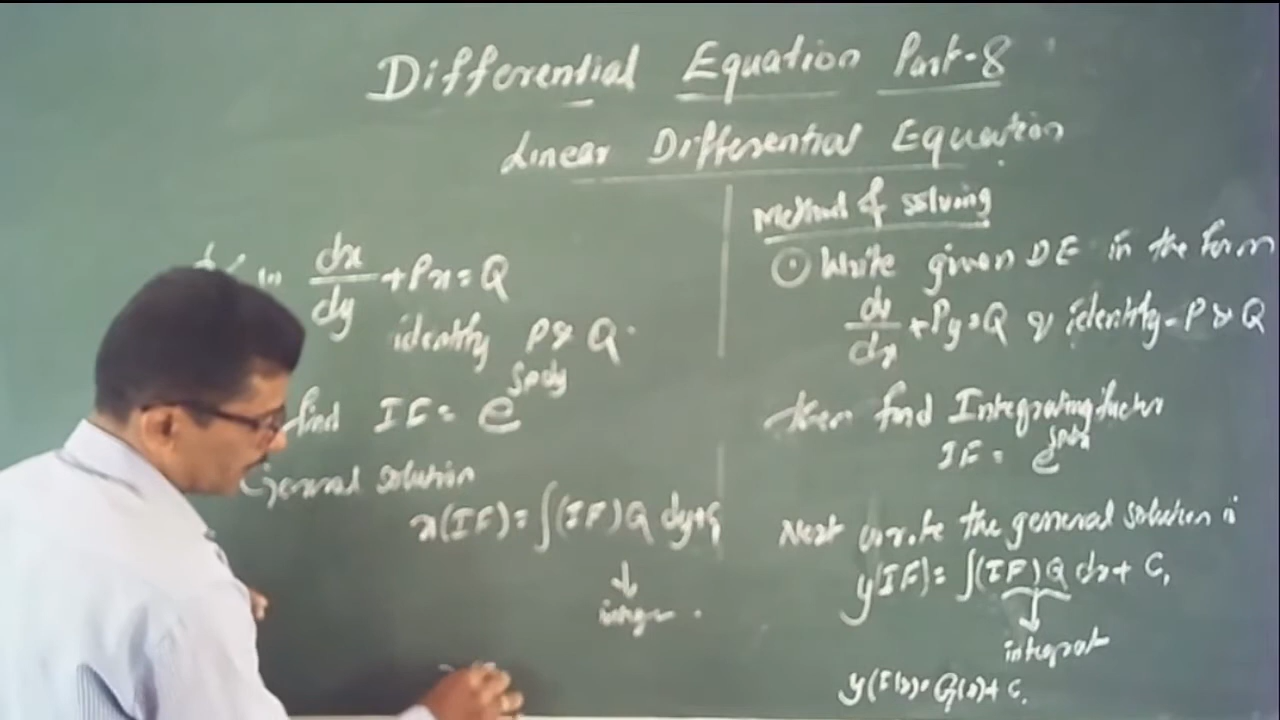 Differential Equation Part-8
Linear Differential Equation
dx/dy + Px = Q
identify P & Q
find IF = e^∫pdy
General solution
x(IF) = ∫(IF)Q dy + C
Method of solving
① Write given DE in the form
dy/dx + Py = Q & identify P & Q
then find Integrating factor
IF = e^∫pdx
Next write the general solution is
y(IF) = ∫(IF)Q dx + C,
↓
integrat